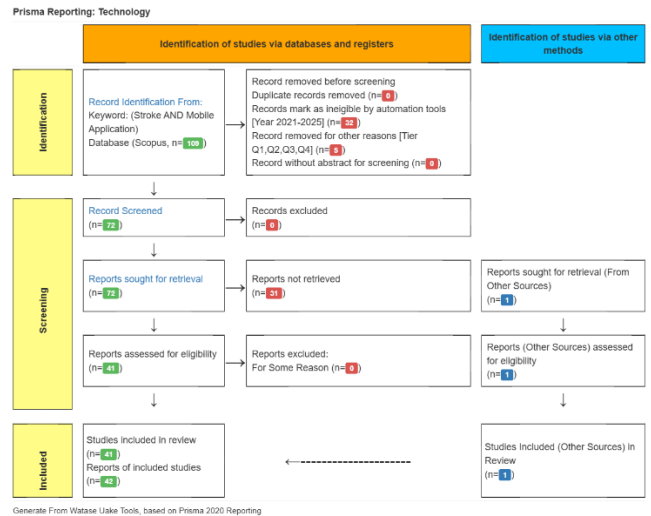 Prisma Reporting: Technology
Identification of studies via databases and registers
Identification of studies via other
methods
Identification
Record Identification From:
Keyword: (Stroke AND Mobile
Application)
Database (Scopus, n= 109 )
Record removed before screening
Duplicate records removed (n= 0 )
Records mark as ineigible by automation tools
[Year 2021-2025] (n= 32 )
Record removed for other reasons [Tier
Q1,Q2,Q3,Q4] (n= 5 )
Record without abstract for screening (n= 0 )
Screening
Record Screened
(n= 72 )
Records excluded
(n= 0 )
Reports sought for retrieval
(n= 72 )
Reports not retrieved
(n= 31 )
Reports sought for retrieval (From
Other Sources)
(n= 1 )
Reports assessed for eligibility
(n= 41 )
Reports excluded:
For Some Reason (n= 0 )
Reports (Other Sources) assessed
for eligibility
(n= 1 )
Included
Studies included in review
(n= 41 )
Reports of included studies
(n= 42 )
Studies Included (Other Sources) in
Review
(n= 1 )
Generate From Watase Uake Tools, based on Prisma 2020 Reporting